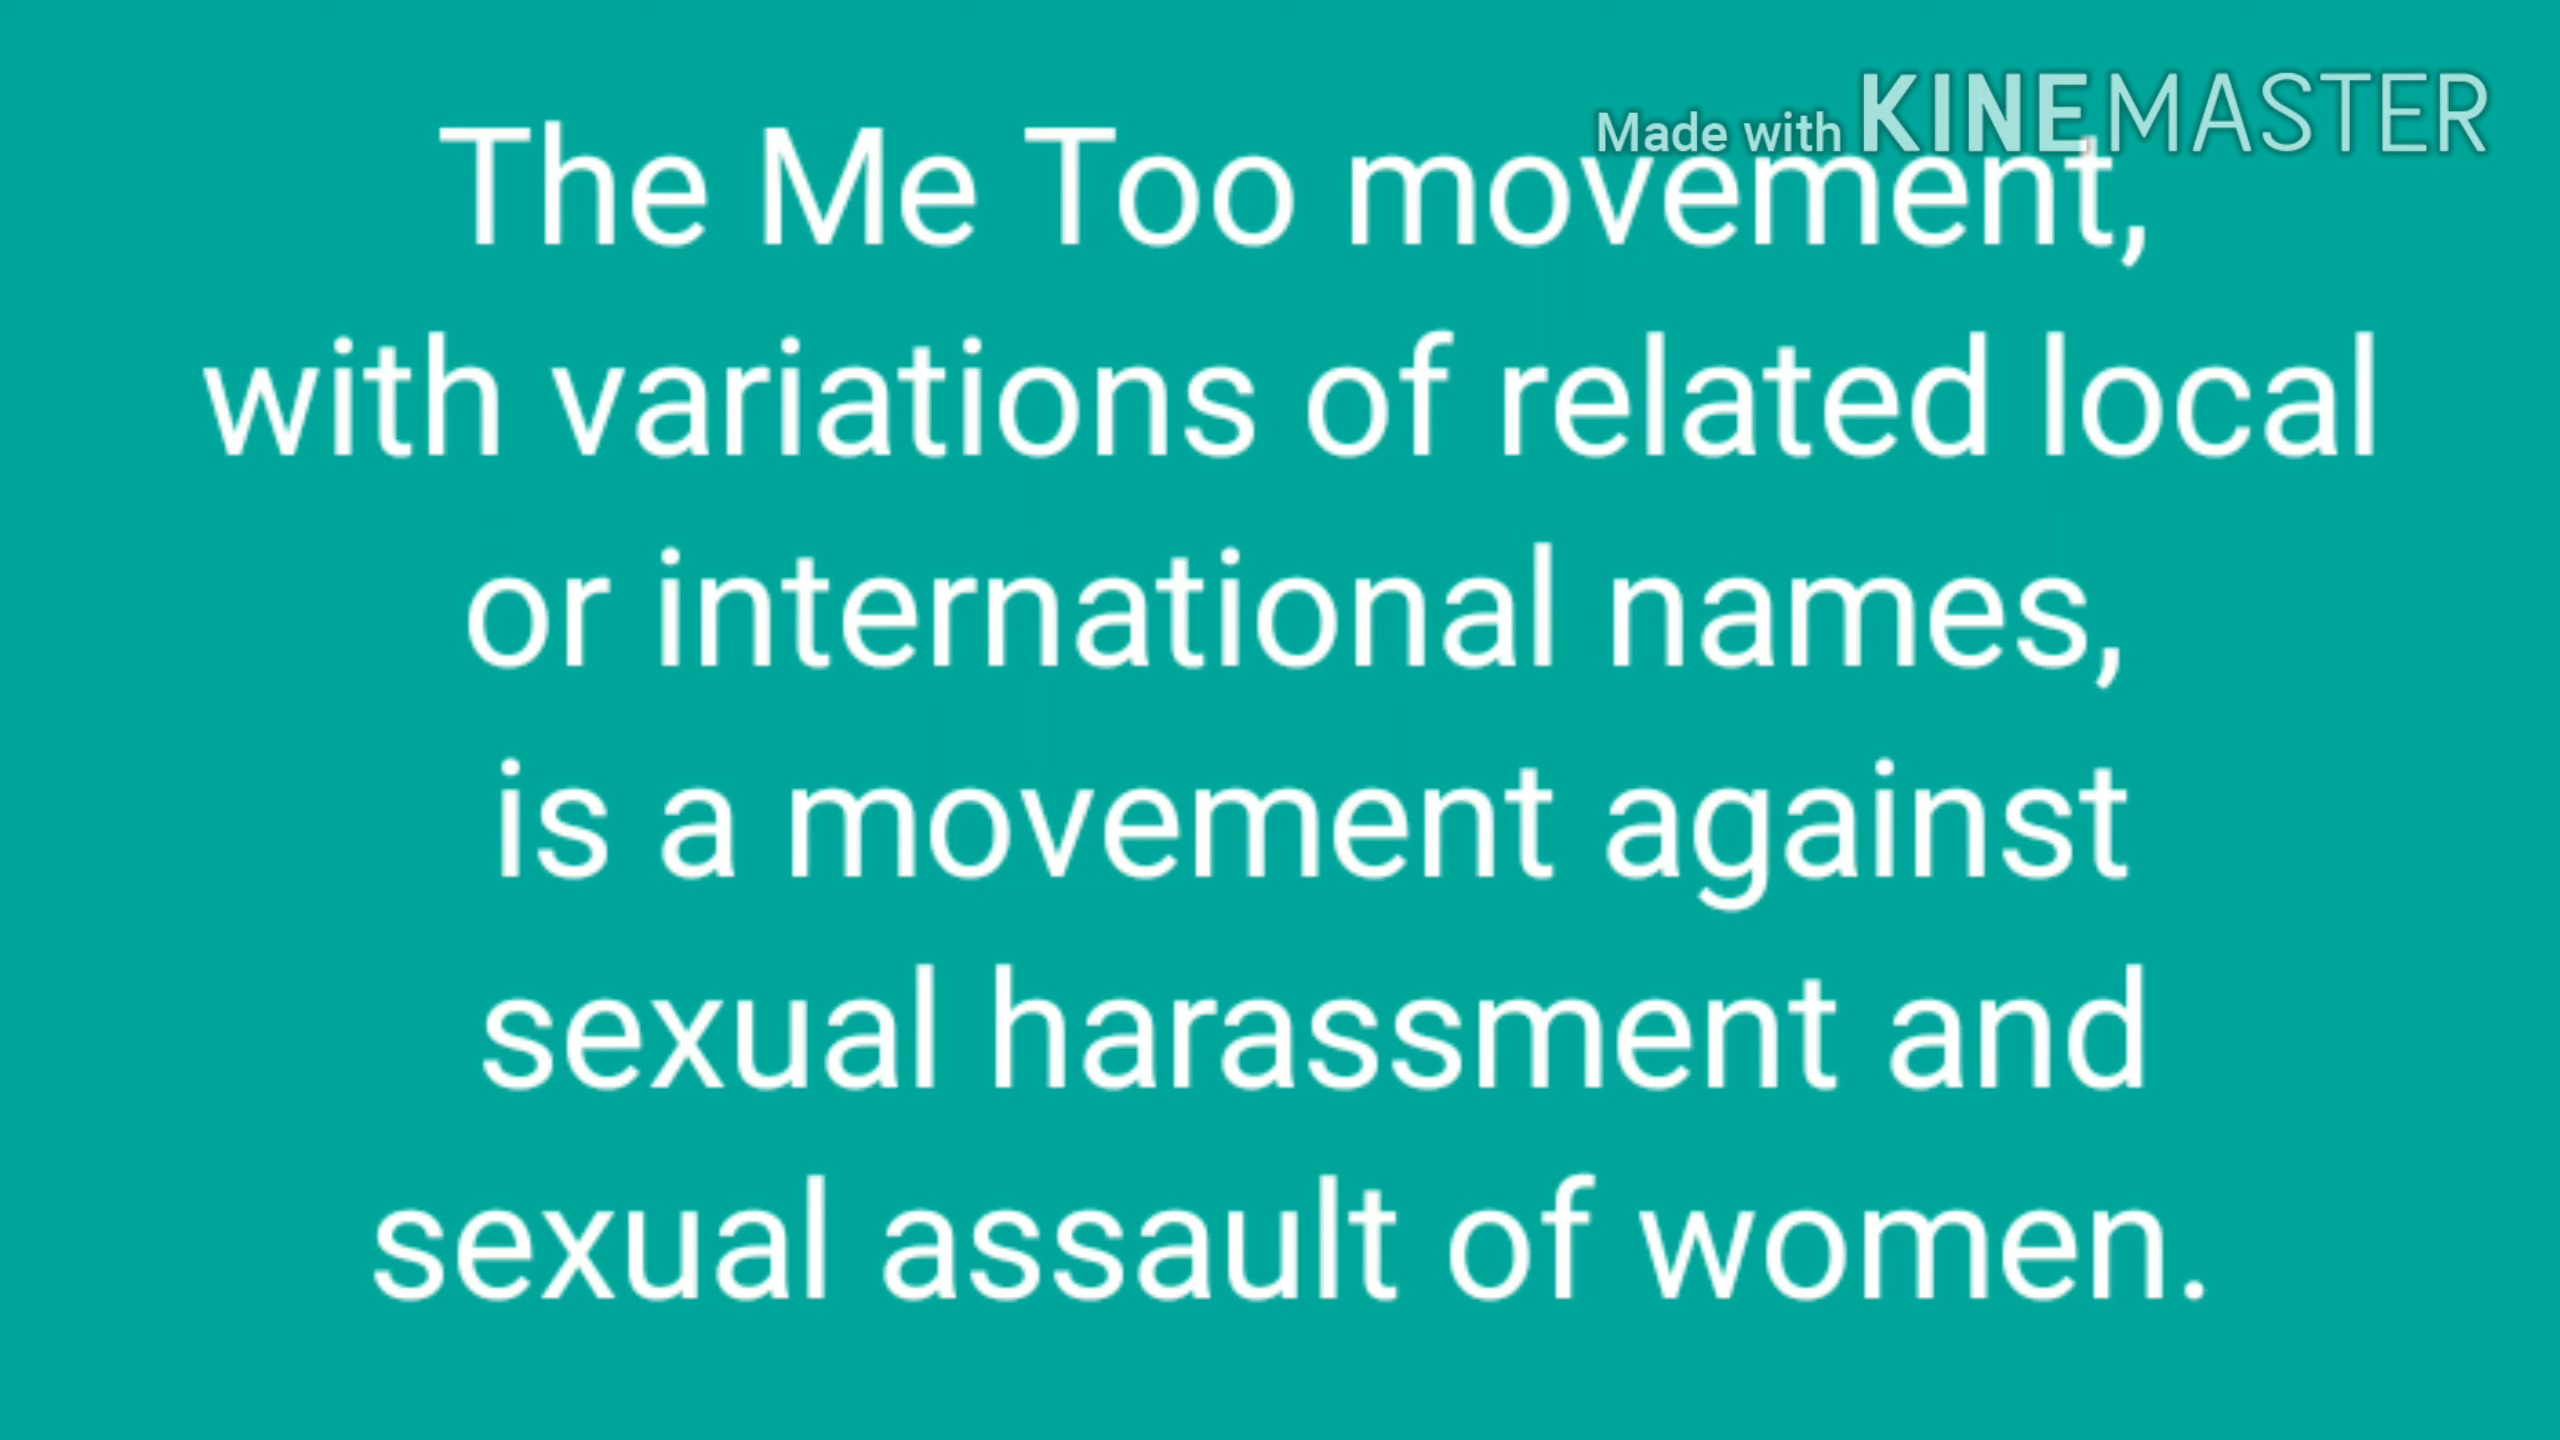 Made with KINEMASTER
The Me Too movement,
with variations of related local
or international names,
is a movement against
sexual harassment and
sexual assault of women.